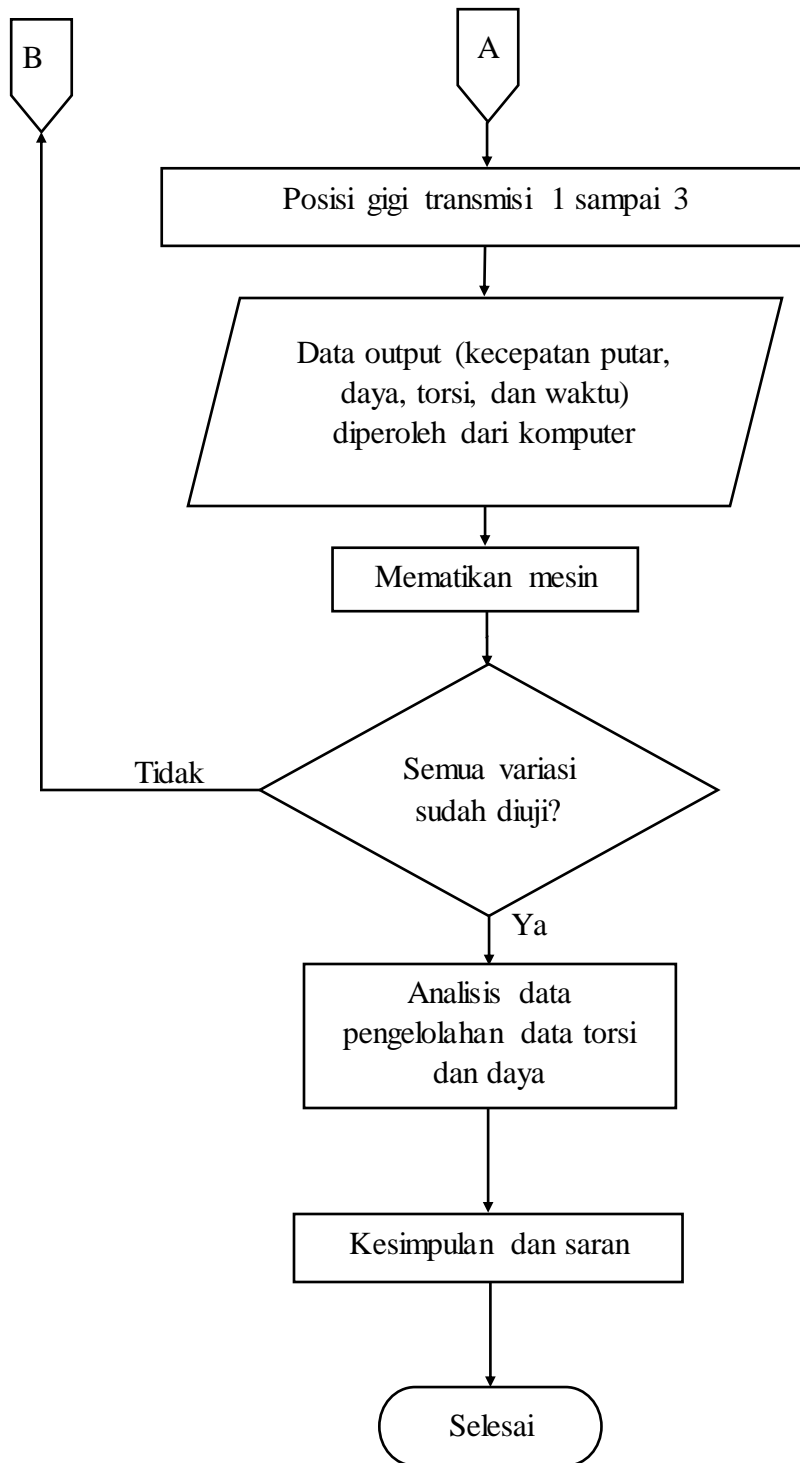 B
A
Posisi gigi transmisi 1 sampai 3
Data output (kecepatan putar,
daya, torsi, dan waktu)
diperoleh dari komputer
Mematikan mesin
Semua variasi
sudah diuji?
Tidak
Ya
Analisis data
pengelolahan data torsi
dan daya
Kesimpulan dan saran
Selesai